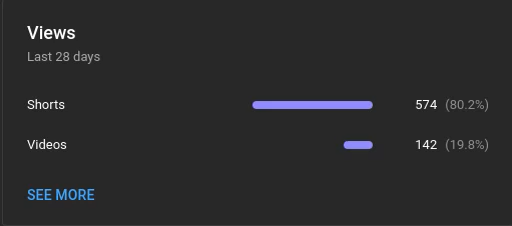 Views
Last 28 days
Shorts 574 (80.2%)
Videos 142 (19.8%)
SEE MORE